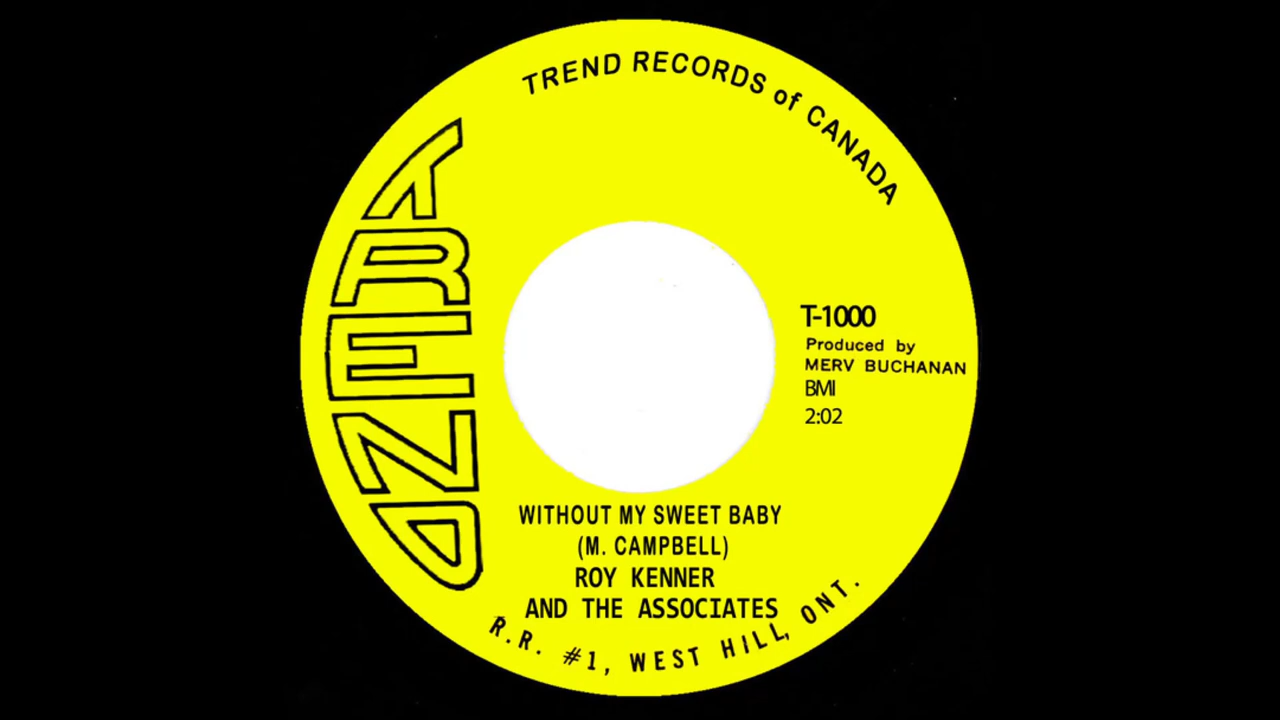 TREND RECORDS of CANADA
TREND
T-1000
Produced by
MERV BUCHANAN
BMI
2:02
WITHOUT MY SWEET BABY
(M. CAMPBELL)
ROY KENNER
AND THE ASSOCIATES
R.R. #1, WEST HILL, ONT.